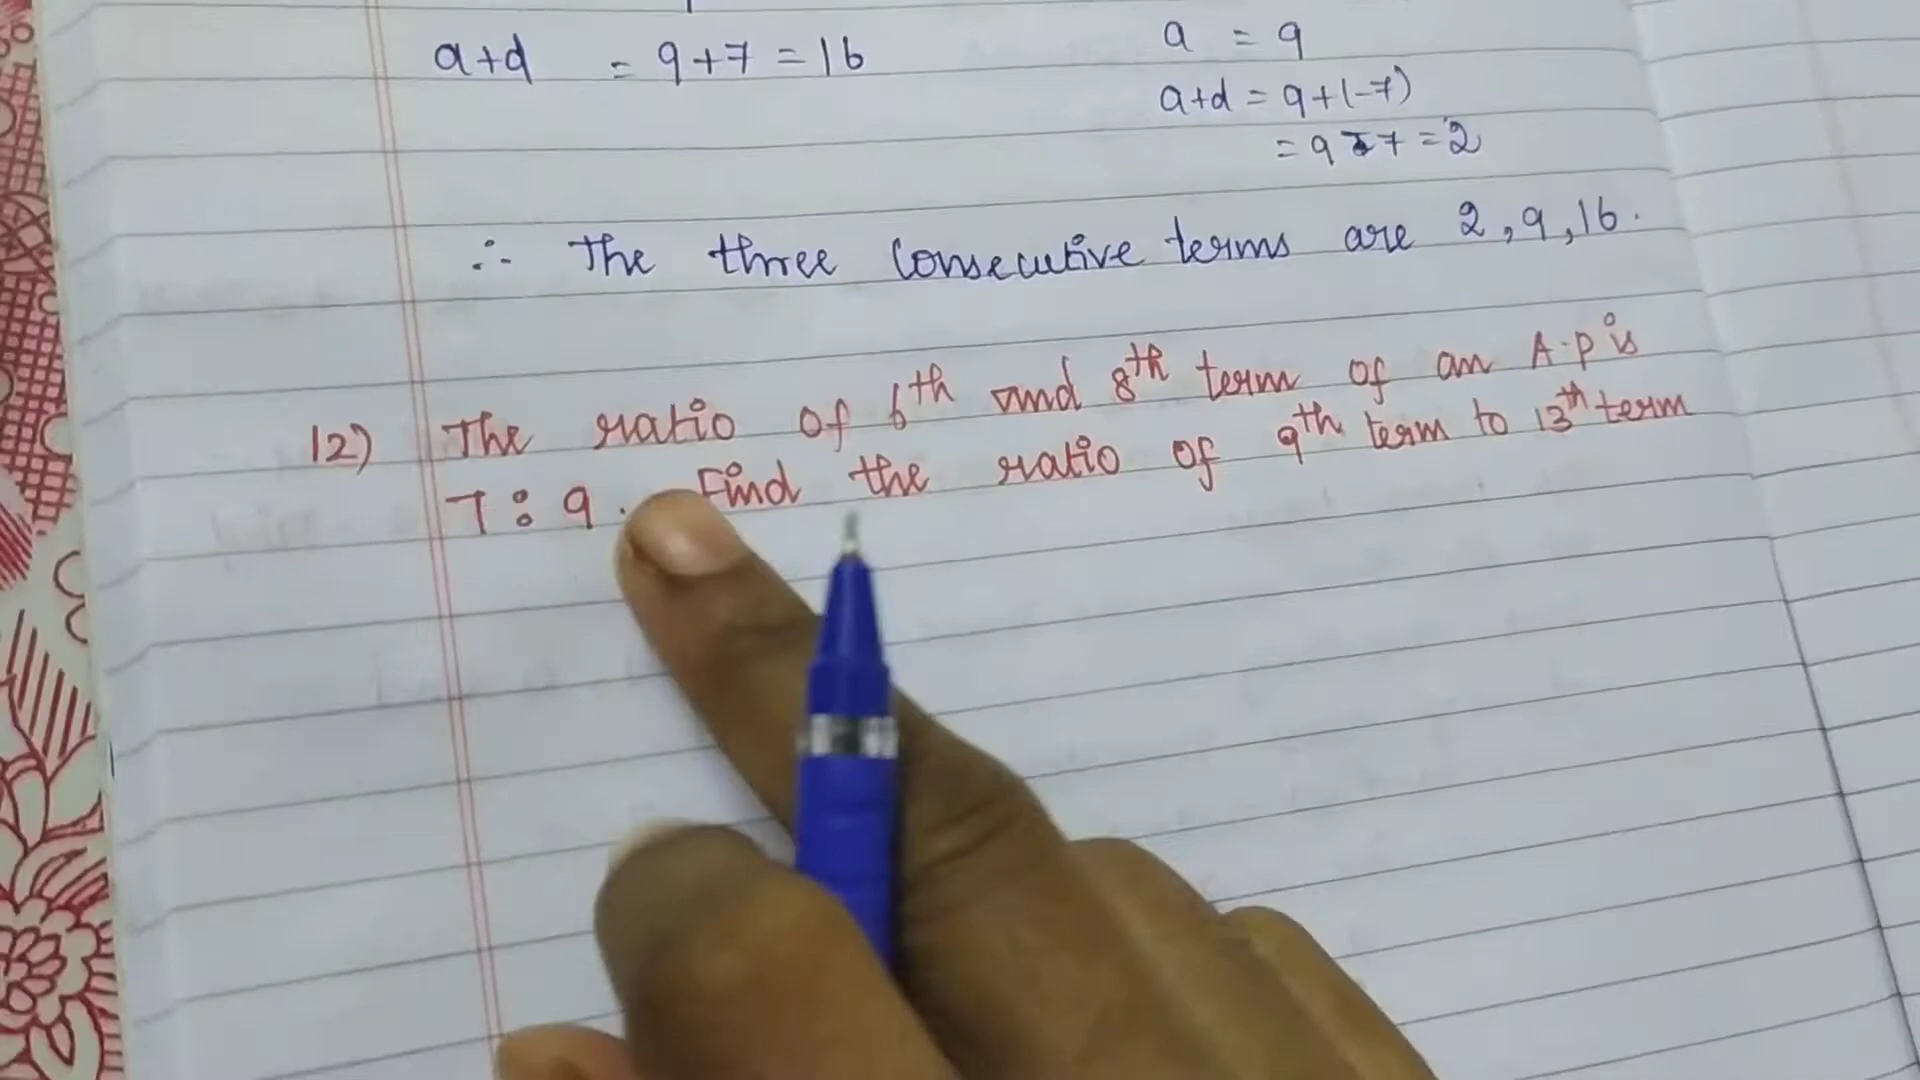 a+d = 9+7 = 16
a = 9
a+d = 9+(-7)
= 9-7 = 2
∴ The three consecutive terms are 2, 9, 16.
12) The ratio of 6th and 8th term of an A.P is
7:9. Find the ratio of 9th term to 13th term